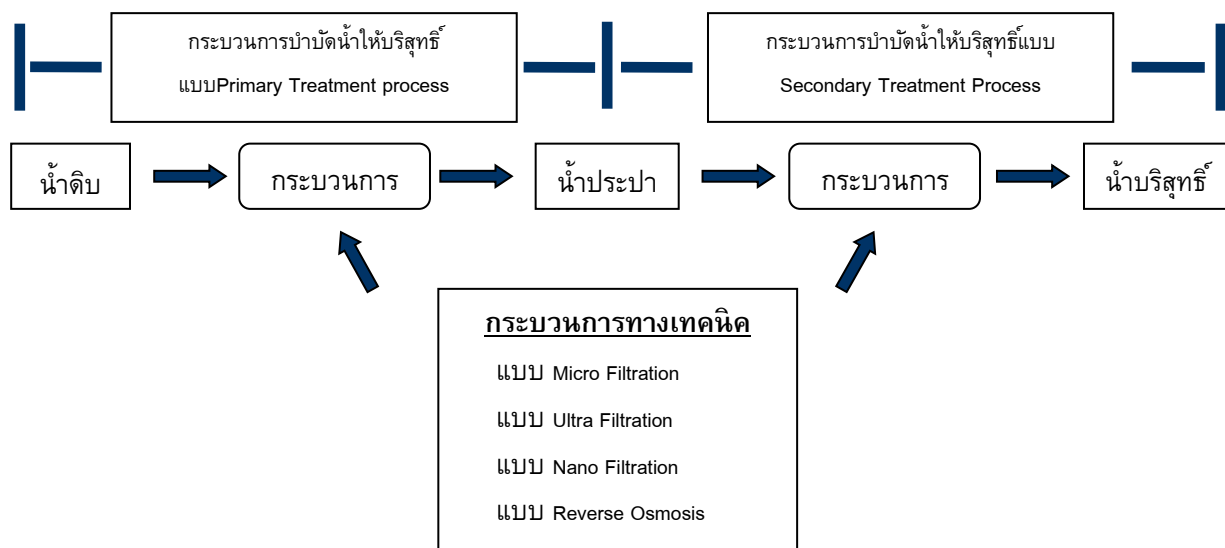 กระบวนการบำบัดน้ำให้บริสุทธิ์
แบบPrimary Treatment process
กระบวนการบำบัดน้ำให้บริสุทธิ์แบบ
Secondary Treatment Process
น้ำดิบ
กระบวนการ
น้ำประปา
กระบวนการ
น้ำบริสุทธิ์
กระบวนการทางเทคนิค
แบบ Micro Filtration
แบบ Ultra Filtration
แบบ Nano Filtration
แบบ Reverse Osmosis